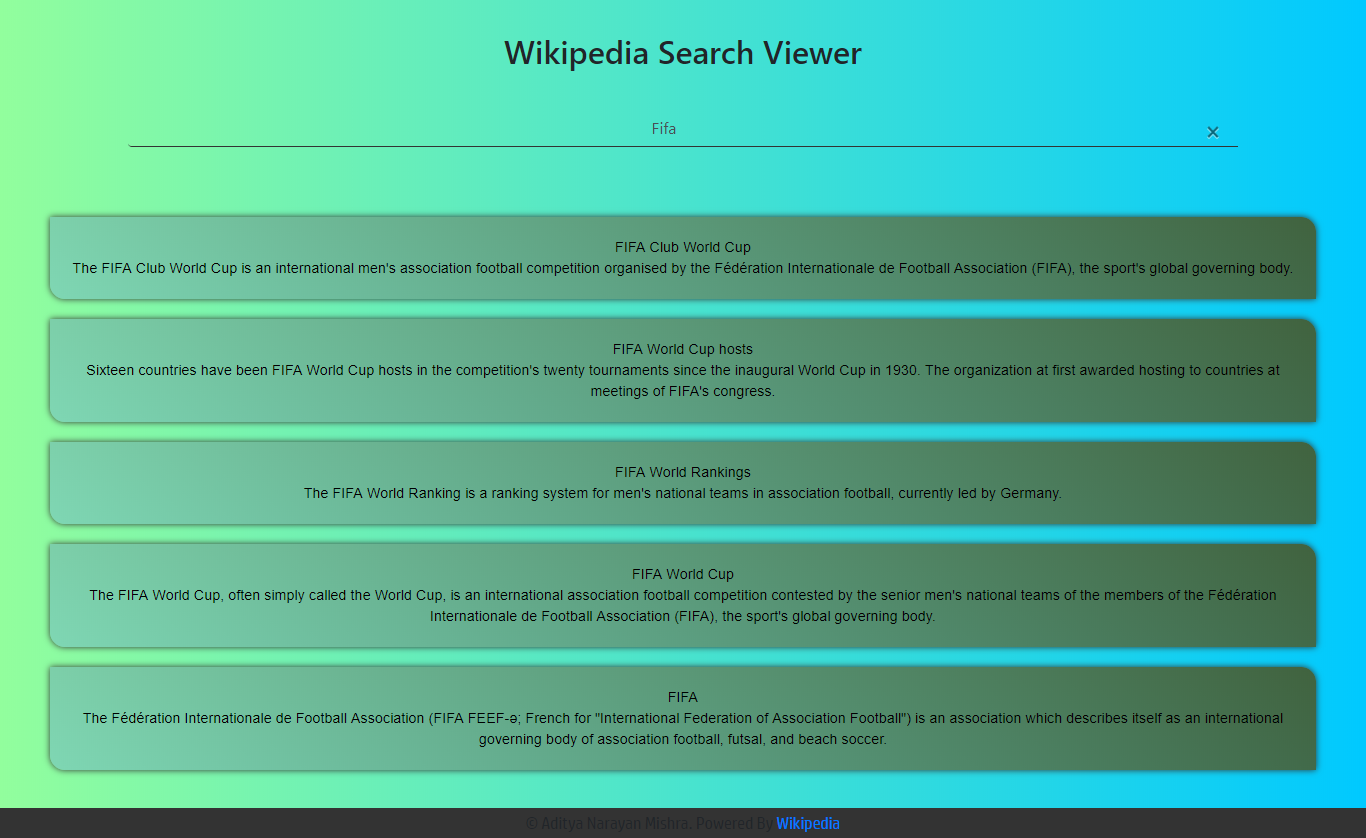 Wikipedia Search Viewer
Fifa
×
FIFA Club World Cup
The FIFA Club World Cup is an international men's association football competition organised by the Fédération Internationale de Football Association (FIFA), the sport's global governing body.
FIFA World Cup hosts
Sixteen countries have been FIFA World Cup hosts in the competition's twenty tournaments since the inaugural World Cup in 1930. The organization at first awarded hosting to countries at
meetings of FIFA's congress.
FIFA World Rankings
The FIFA World Ranking is a ranking system for men's national teams in association football, currently led by Germany.
FIFA World Cup
The FIFA World Cup, often simply called the World Cup, is an international association football competition contested by the senior men's national teams of the members of the Fédération
Internationale de Football Association (FIFA), the sport's global governing body.
FIFA
The Fédération Internationale de Football Association (FIFA FEEF-ə; French for "International Federation of Association Football") is an association which describes itself as an international
governing body of association football, futsal, and beach soccer.
© Aditya Narayan Mishra. Powered By Wikipedia